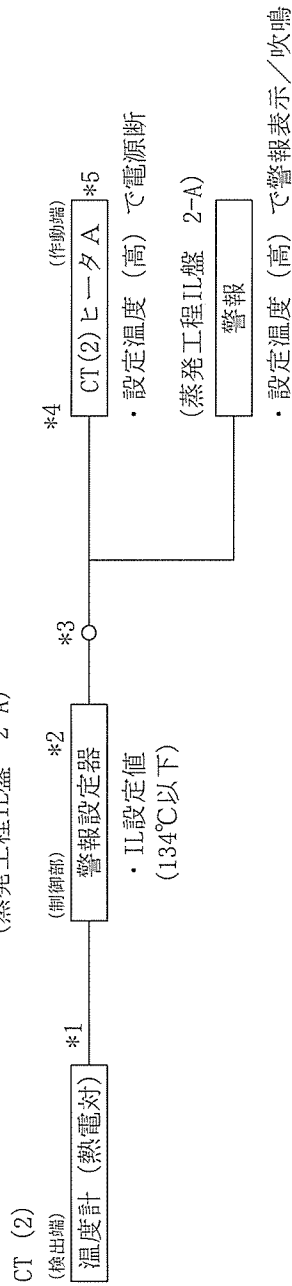 CT (2)
(検出端)
温度計 (熱電対)
*1
(蒸発工程IL盤 2-A)
(制御部)
*2
警報設定器
・IL設定値
(134℃以下)
*3
*4
(作動端)
CT(2)ヒータ A
*5
・設定温度 (高) で電源断
(蒸発工程IL盤 2-A)
警報
・設定温度 (高) で警報表示/吹鳴